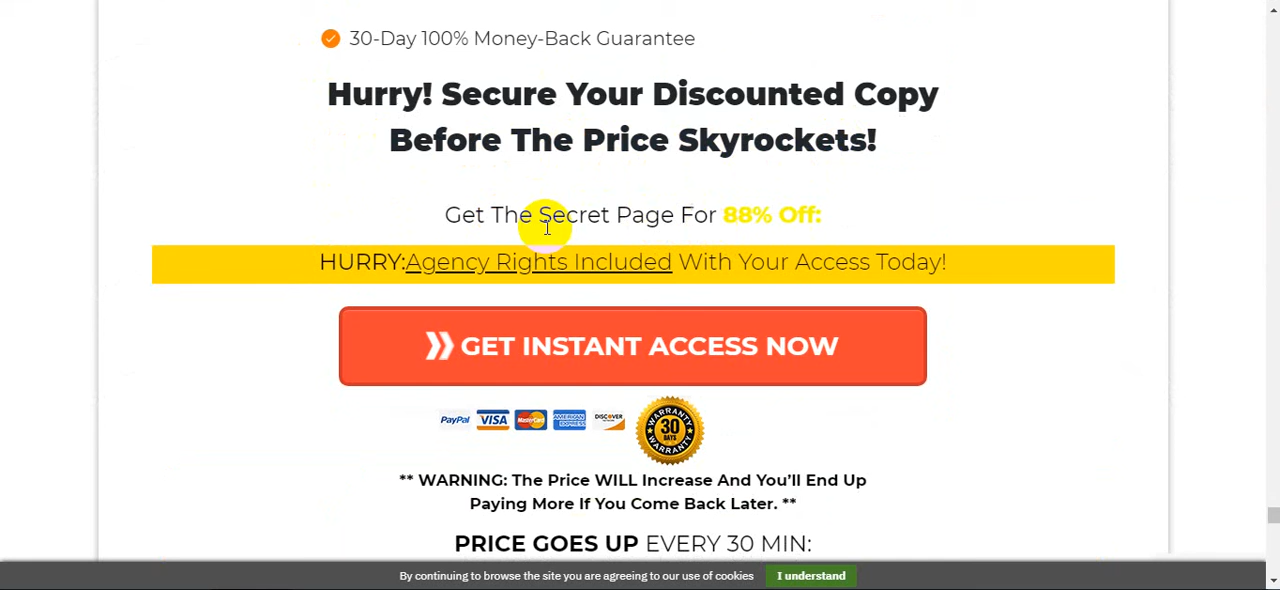 30-Day 100% Money-Back Guarantee
Hurry! Secure Your Discounted Copy
Before The Price Skyrockets!
Get The Secret Page For 88% Off:
HURRY:Agency Rights Included With Your Access Today!
GET INSTANT ACCESS NOW
PayPal VISA MasterCard AMERICAN EXPRESS DISCOVER
WARRANTY 30 DAYS WARRANTY
** WARNING: The Price WILL Increase And You'll End Up
Paying More If You Come Back Later. **
PRICE GOES UP EVERY 30 MIN:
By continuing to browse the site you are agreeing to our use of cookies I understand